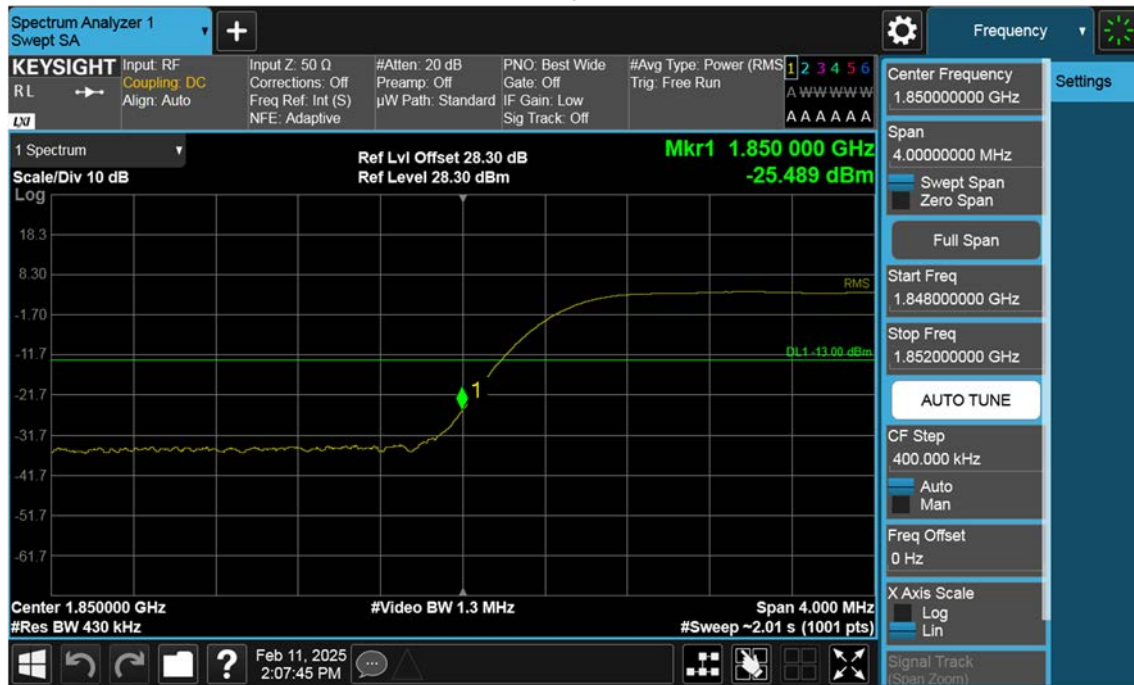 Spectrum Analyzer 1
Swept SA
+
Frequency
KEYSIGHT
RL
LXI
Input: RF
Coupling: DC
Align: Auto
Input Z: 50 Ω
Corrections: Off
Freq Ref: Int (S)
NFE: Adaptive
#Atten: 20 dB
Preamp: Off
µW Path: Standard
PNO: Best Wide
Gate: Off
IF Gain: Low
Sig Track: Off
#Avg Type: Power (RMS
Trig: Free Run
1 2 3 4 5 6
A W W W W W
A A A A A A
1 Spectrum
Scale/Div 10 dB
Ref Lvl Offset 28.30 dB
Ref Level 28.30 dBm
Mkr1 1.850 000 GHz
-25.489 dBm
Log
18.3
8.30
-1.70
-11.7
-21.7
-31.7
-41.7
-51.7
-61.7
RMS
DL1 -13.00 dBm
1
Center 1.850000 GHz
#Res BW 430 kHz
#Video BW 1.3 MHz
Span 4.000 MHz
#Sweep ~2.01 s (1001 pts)
Center Frequency
1.850000000 GHz
Settings
Span
4.00000000 MHz
Swept Span
Zero Span
Full Span
Start Freq
1.848000000 GHz
Stop Freq
1.852000000 GHz
AUTO TUNE
CF Step
400.000 kHz
Auto
Man
Freq Offset
0 Hz
X Axis Scale
Log
Lin
Signal Track
(Span Zoom)
?
Feb 11, 2025
2:07:45 PM